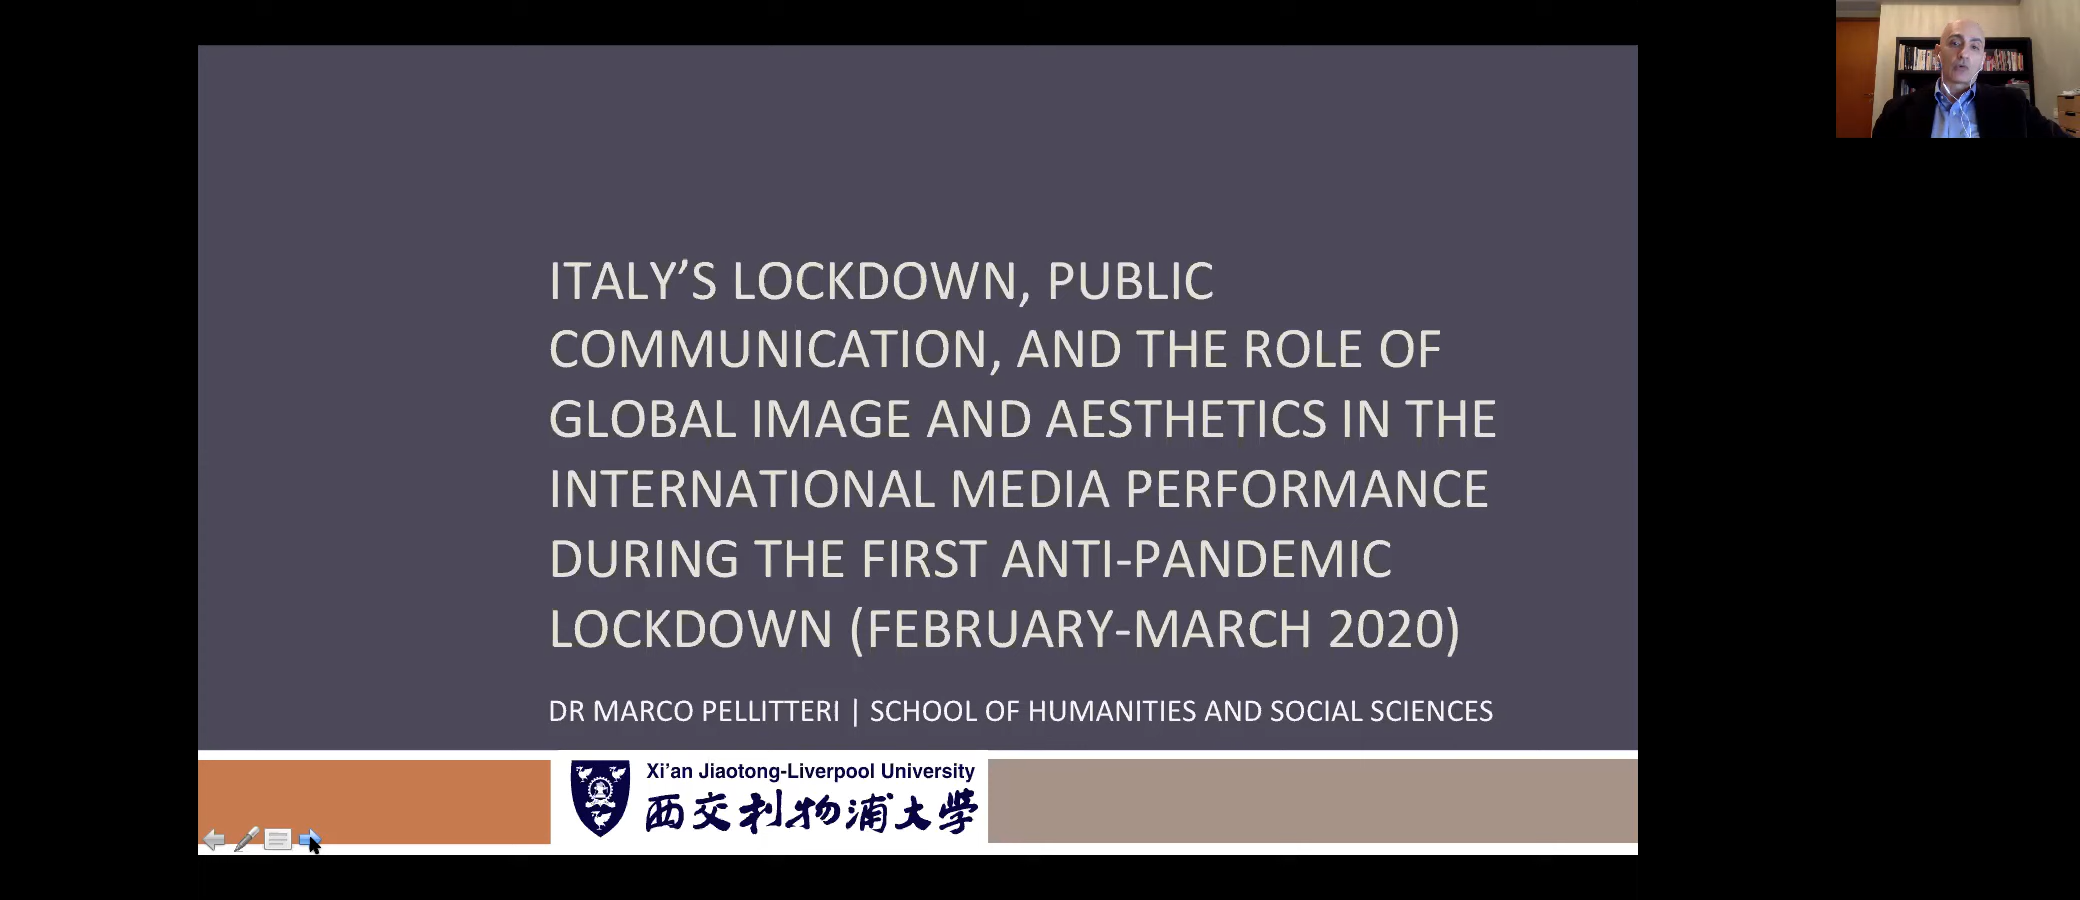 ITALY’S LOCKDOWN, PUBLIC
COMMUNICATION, AND THE ROLE OF
GLOBAL IMAGE AND AESTHETICS IN THE
INTERNATIONAL MEDIA PERFORMANCE
DURING THE FIRST ANTI-PANDEMIC
LOCKDOWN (FEBRUARY-MARCH 2020)
DR MARCO PELLITTERI | SCHOOL OF HUMANITIES AND SOCIAL SCIENCES
Xi’an Jiaotong-Liverpool University
西交利物浦大学